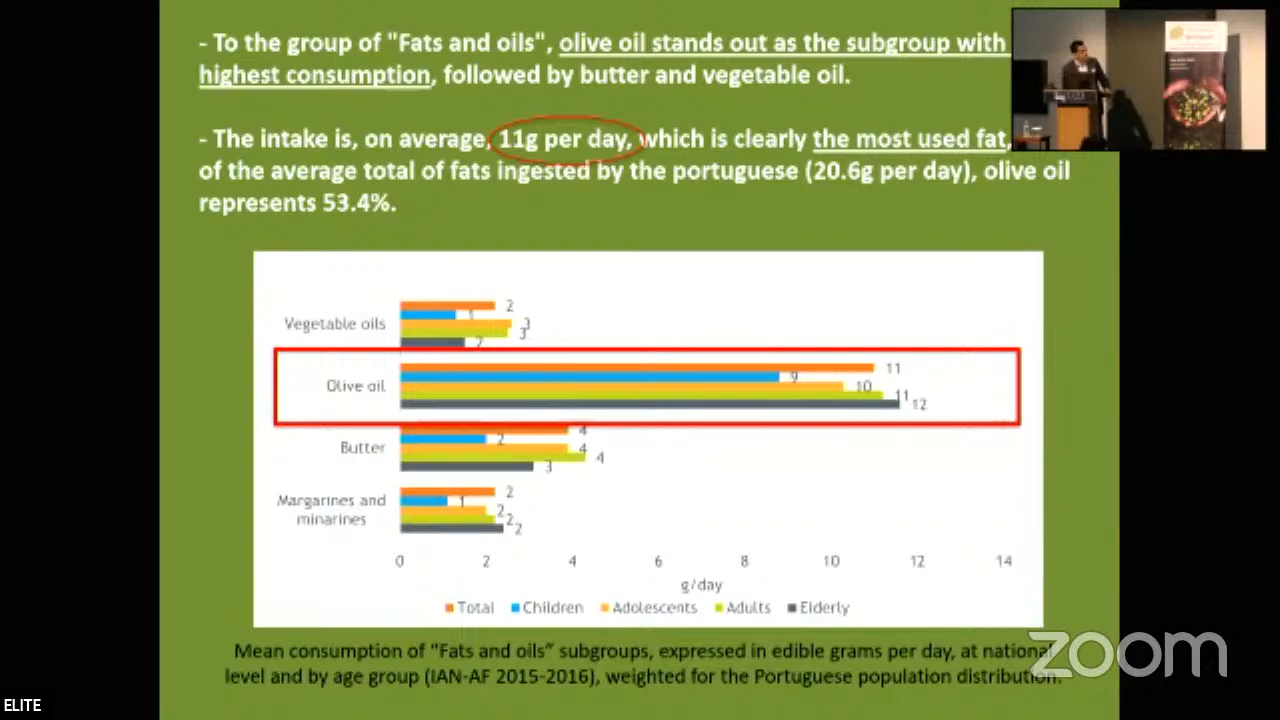 - To the group of "Fats and oils", olive oil stands out as the subgroup with
highest consumption, followed by butter and vegetable oil.
- The intake is, on average, 11g per day, which is clearly the most used fat,
of the average total of fats ingested by the portuguese (20.6g per day), olive oil
represents 53.4%.
Vegetable oils
2
1
3
3
2
Olive oil
11
9
10
11
12
Butter
4
2
4
4
3
Margarines and
minarines
2
1
2
2
2
0 2 4 6 8 10 12 14
g/day
Total Children Adolescents Adults Elderly
Mean consumption of "Fats and oils" subgroups, expressed in edible grams per day, at national
level and by age group (IAN-AF 2015-2016), weighted for the Portuguese population distribution.
zoom
ELITE